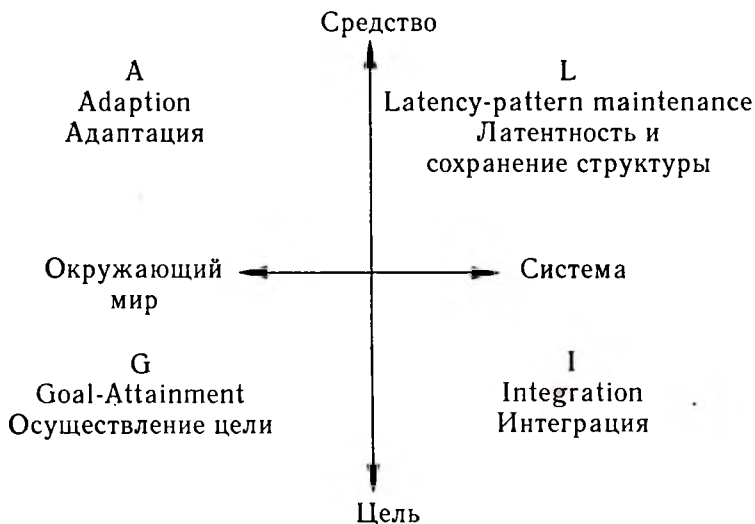 Средство
A
Adaption
Адаптация
L
Latency-pattern maintenance
Латентность и
сохранение структуры
Окружающий
мир
Система
G
Goal-Attainment
Осуществление цели
I
Integration
Интеграция
Цель